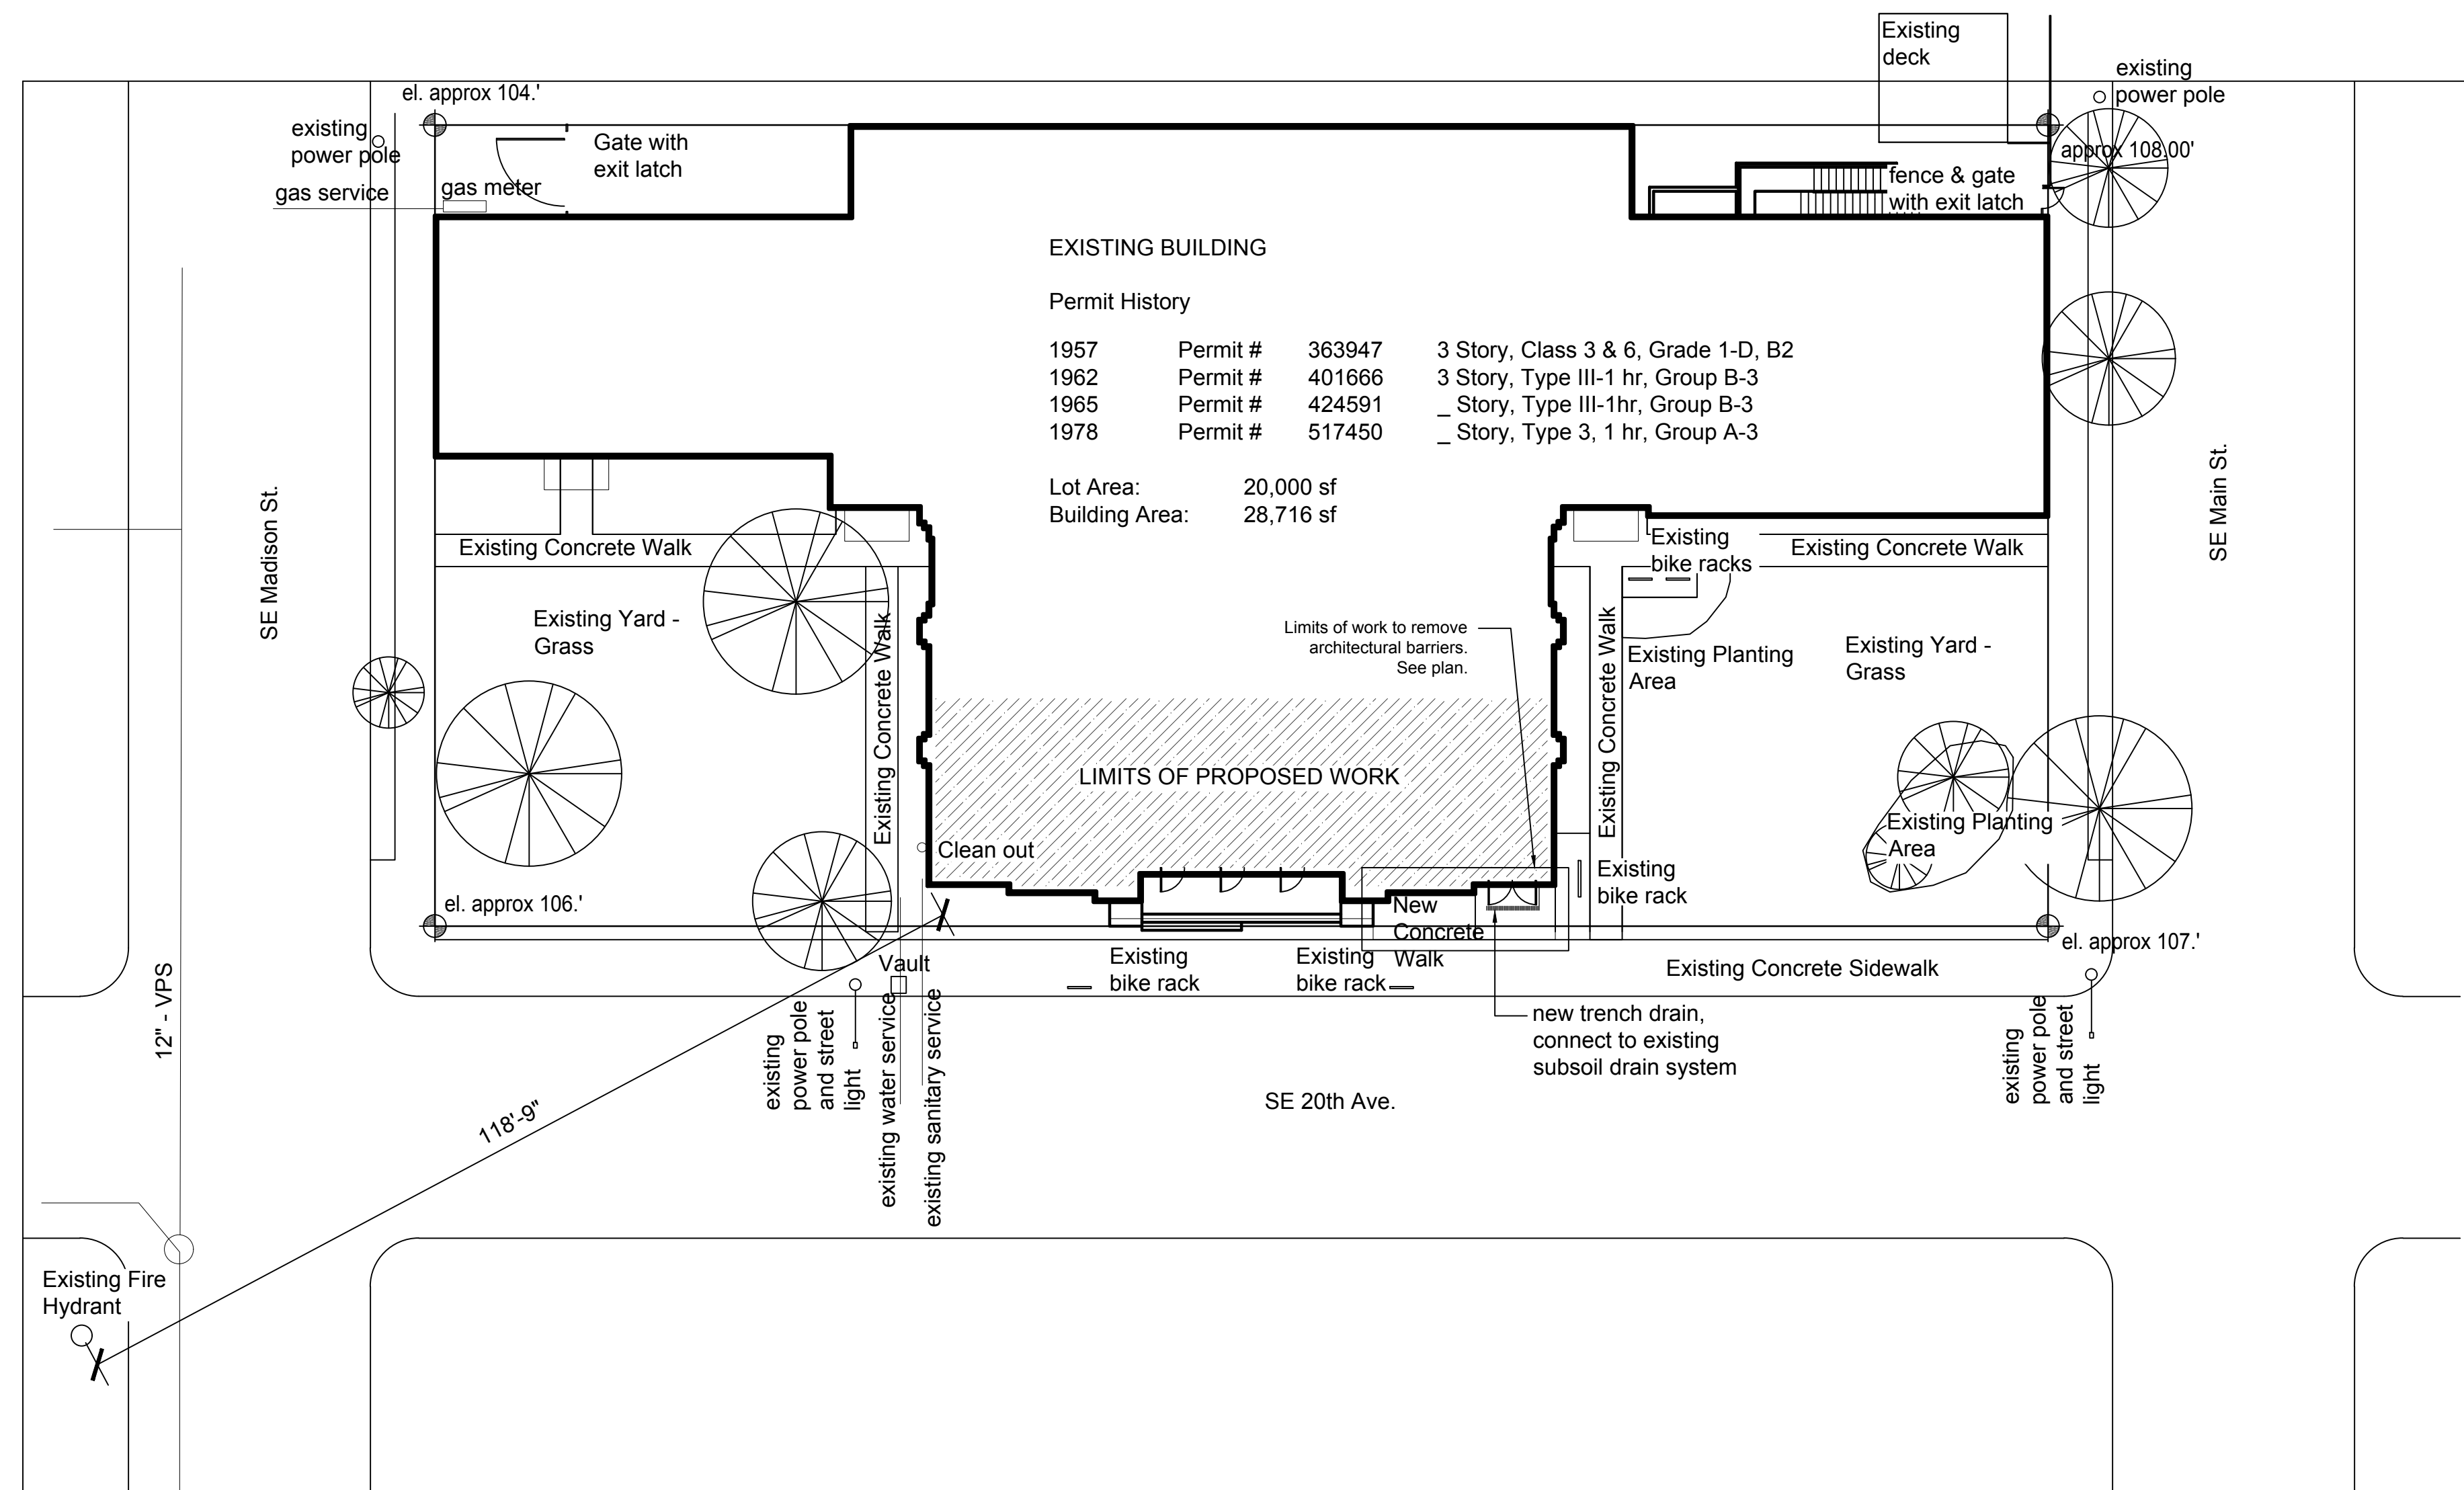 Existing
deck
existing
power pole
el. approx 104.'
existing
power pole
Gate with
exit latch
approx 108.00'
gas service
gas meter
fence & gate
with exit latch
EXISTING BUILDING
Permit History
1957 Permit # 363947 3 Story, Class 3 & 6, Grade 1-D, B2
1962 Permit # 401666 3 Story, Type III-1 hr, Group B-3
1965 Permit # 424591 _ Story, Type III-1hr, Group B-3
1978 Permit # 517450 _ Story, Type 3, 1 hr, Group A-3
Lot Area: 20,000 sf
Building Area: 28,716 sf
SE Madison St.
SE Main St.
Existing Concrete Walk
Existing
bike racks
Existing Concrete Walk
Existing Yard -
Grass
Existing Concrete Walk
Limits of work to remove
architectural barriers.
See plan.
Existing Concrete Walk
Existing Planting
Area
Existing Yard -
Grass
LIMITS OF PROPOSED WORK
Existing Planting
Area
Clean out
Existing
bike rack
el. approx 106.'
New
Concrete
Walk
el. approx 107.'
Vault
Existing
bike rack
Existing
bike rack
Existing Concrete Sidewalk
12" - VPS
existing
power pole
and street
light
existing water service
existing sanitary service
new trench drain,
connect to existing
subsoil drain system
existing
power pole
and street
light
SE 20th Ave.
118'-9"
Existing Fire
Hydrant